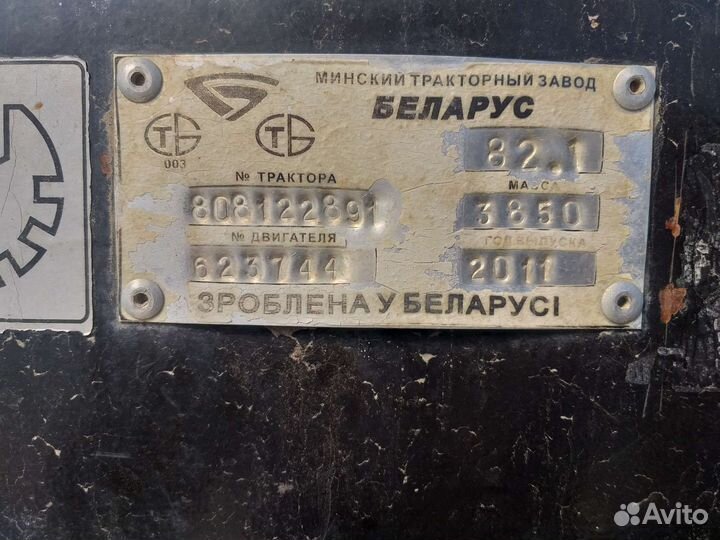 МИНСКИЙ ТРАКТОРНЫЙ ЗАВОД
БЕЛАРУС
003
82.1
№ ТРАКТОРА
МАССА
808122891
3850
№ ДВИГАТЕЛЯ
ГОД ВЫПУСКА
623744
2011
ЗРОБЛЕНА У БЕЛАРУСІ
Avito